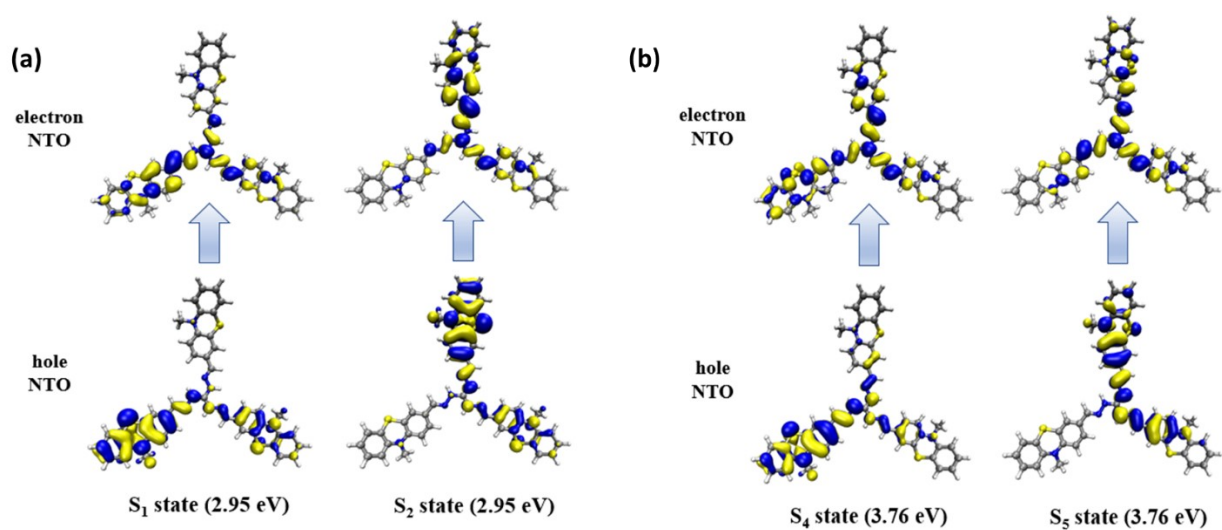 (a)
electron
NTO
hole
NTO
S₁ state (2.95 eV)
S₂ state (2.95 eV)
(b)
electron
NTO
hole
NTO
S₄ state (3.76 eV)
S₅ state (3.76 eV)